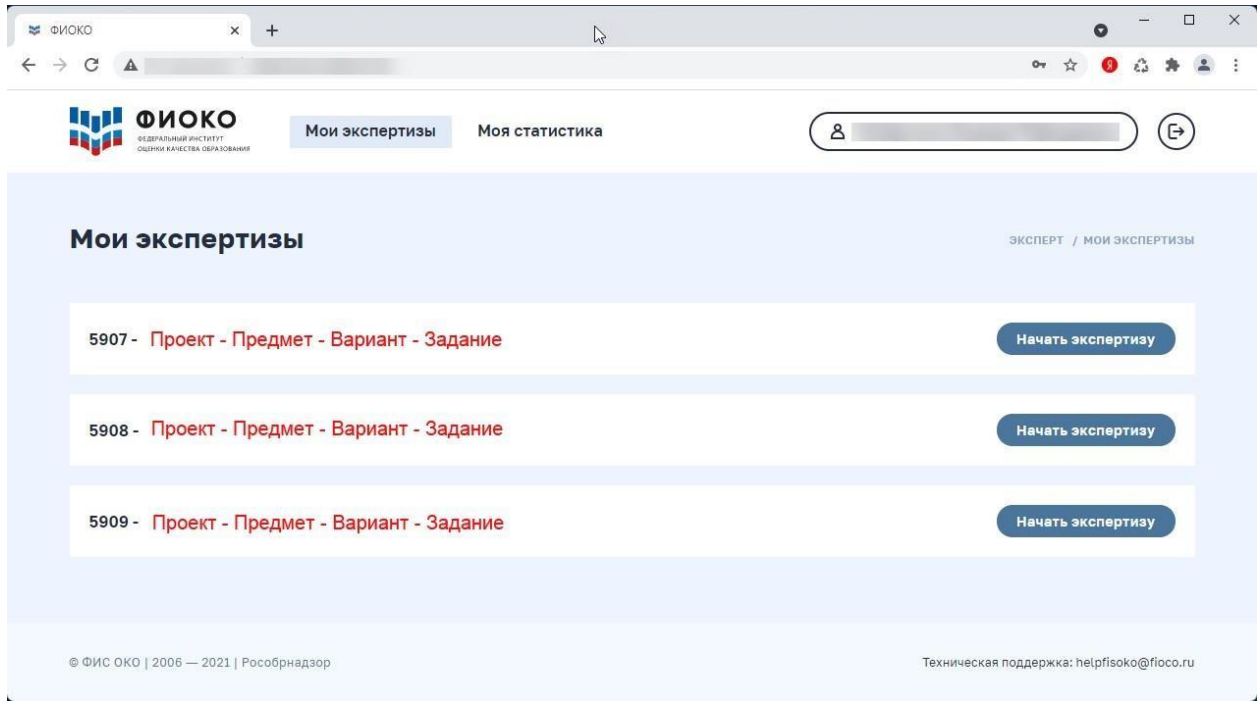 ФИОКО
ФИОКО
ФЕДЕРАЛЬНЫЙ ИНСТИТУТ
ОЦЕНКИ КАЧЕСТВА ОБРАЗОВАНИЯ
Мои экспертизы
Моя статистика
Мои экспертизы
ЭКСПЕРТ / МОИ ЭКСПЕРТИЗЫ
5907 - Проект - Предмет - Вариант - Задание
Начать экспертизу
5908 - Проект - Предмет - Вариант - Задание
Начать экспертизу
5909 - Проект - Предмет - Вариант - Задание
Начать экспертизу
© ФИС ОКО | 2006 — 2021 | Рособрнадзор
Техническая поддержка: helpfisoko@fioco.ru